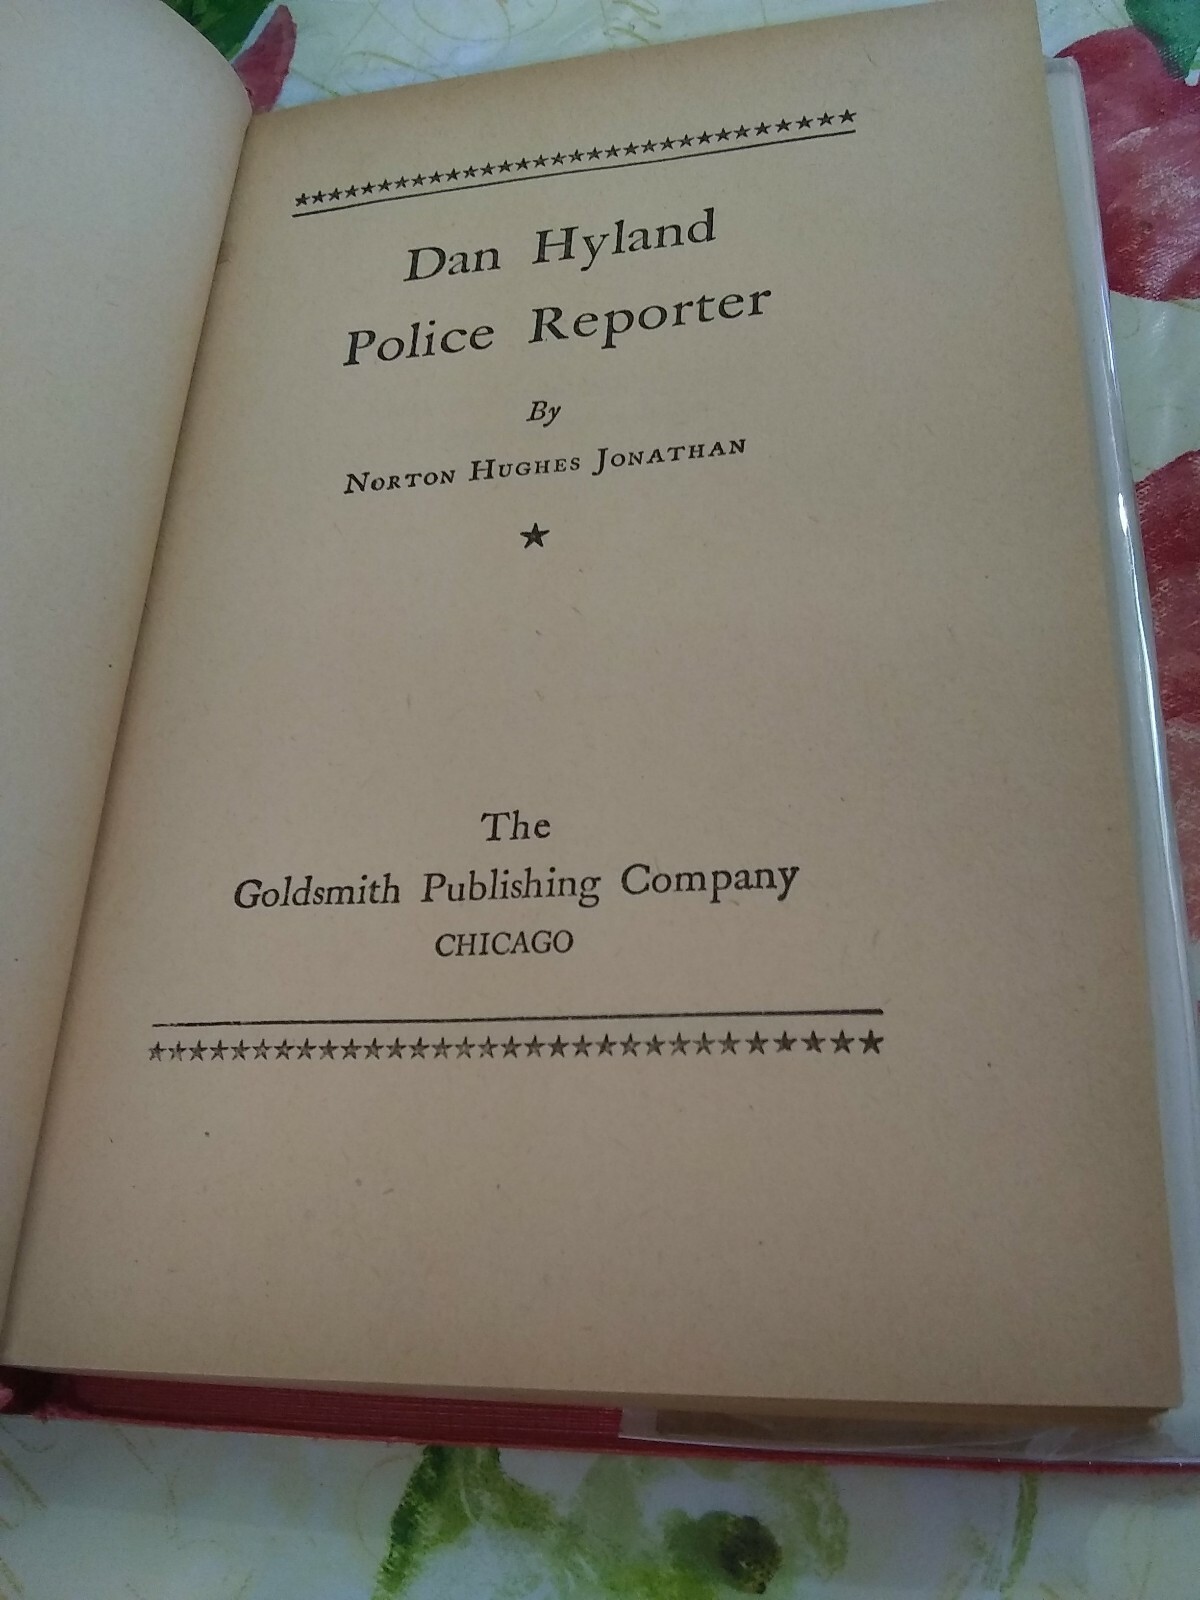 Dan Hyland
Police Reporter
By
NORTON HUGHES JONATHAN
The
Goldsmith Publishing Company
CHICAGO